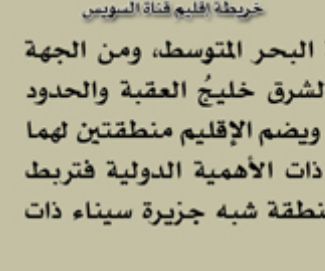 خريطة إقليم قناة السويس
البحر المتوسط، ومن الجهة
لشرق خليجُ العقبة والحدود
ويضم الإقليم منطقتين لهما
ذات الأهمية الدولية فتربط
نطقة شبه جزيرة سيناء ذات